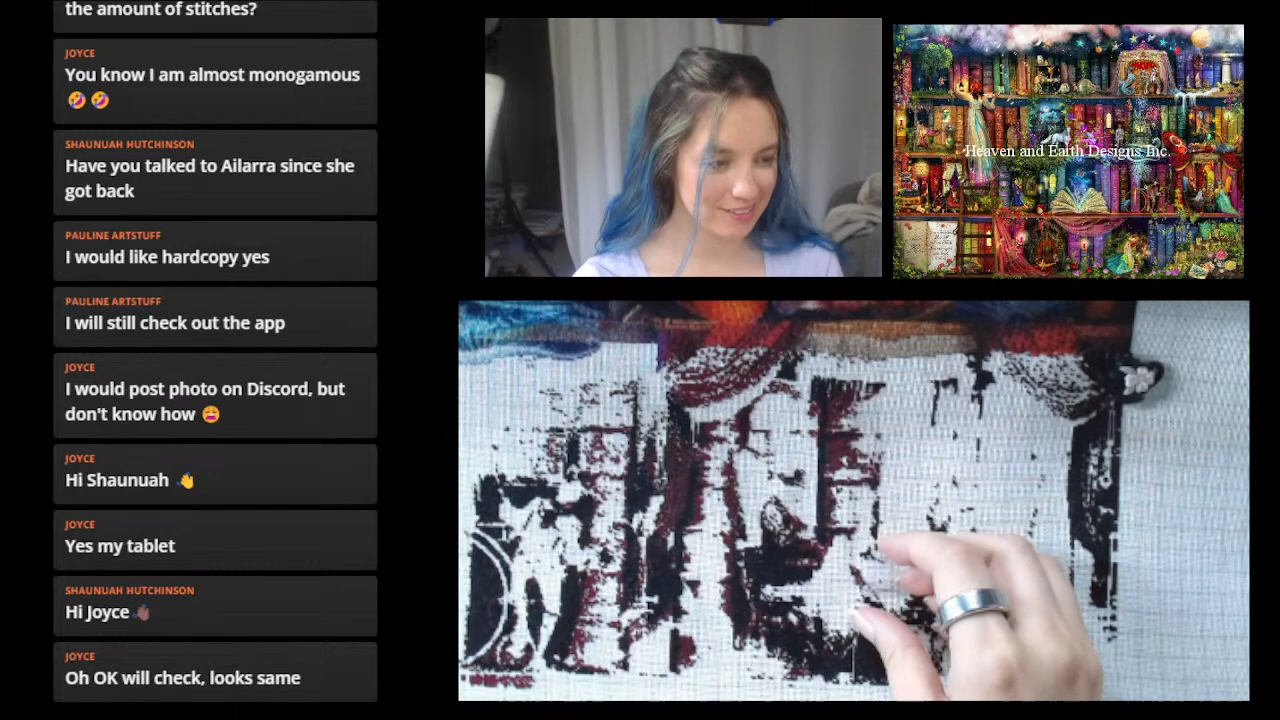 the amount of stitches?
JOYCE
You know I am almost monogamous
🤣 🤣
SHAUNUAH HUTCHINSON
Have you talked to Ailarra since she
got back
PAULINE ARTSTUFF
I would like hardcopy yes
PAULINE ARTSTUFF
I will still check out the app
JOYCE
I would post photo on Discord, but
don't know how 😩
JOYCE
Hi Shaunuah 👋
JOYCE
Yes my tablet
SHAUNUAH HUTCHINSON
Hi Joyce👋🏾
JOYCE
Oh OK will check, looks same
Heaven and Earth Designs Inc